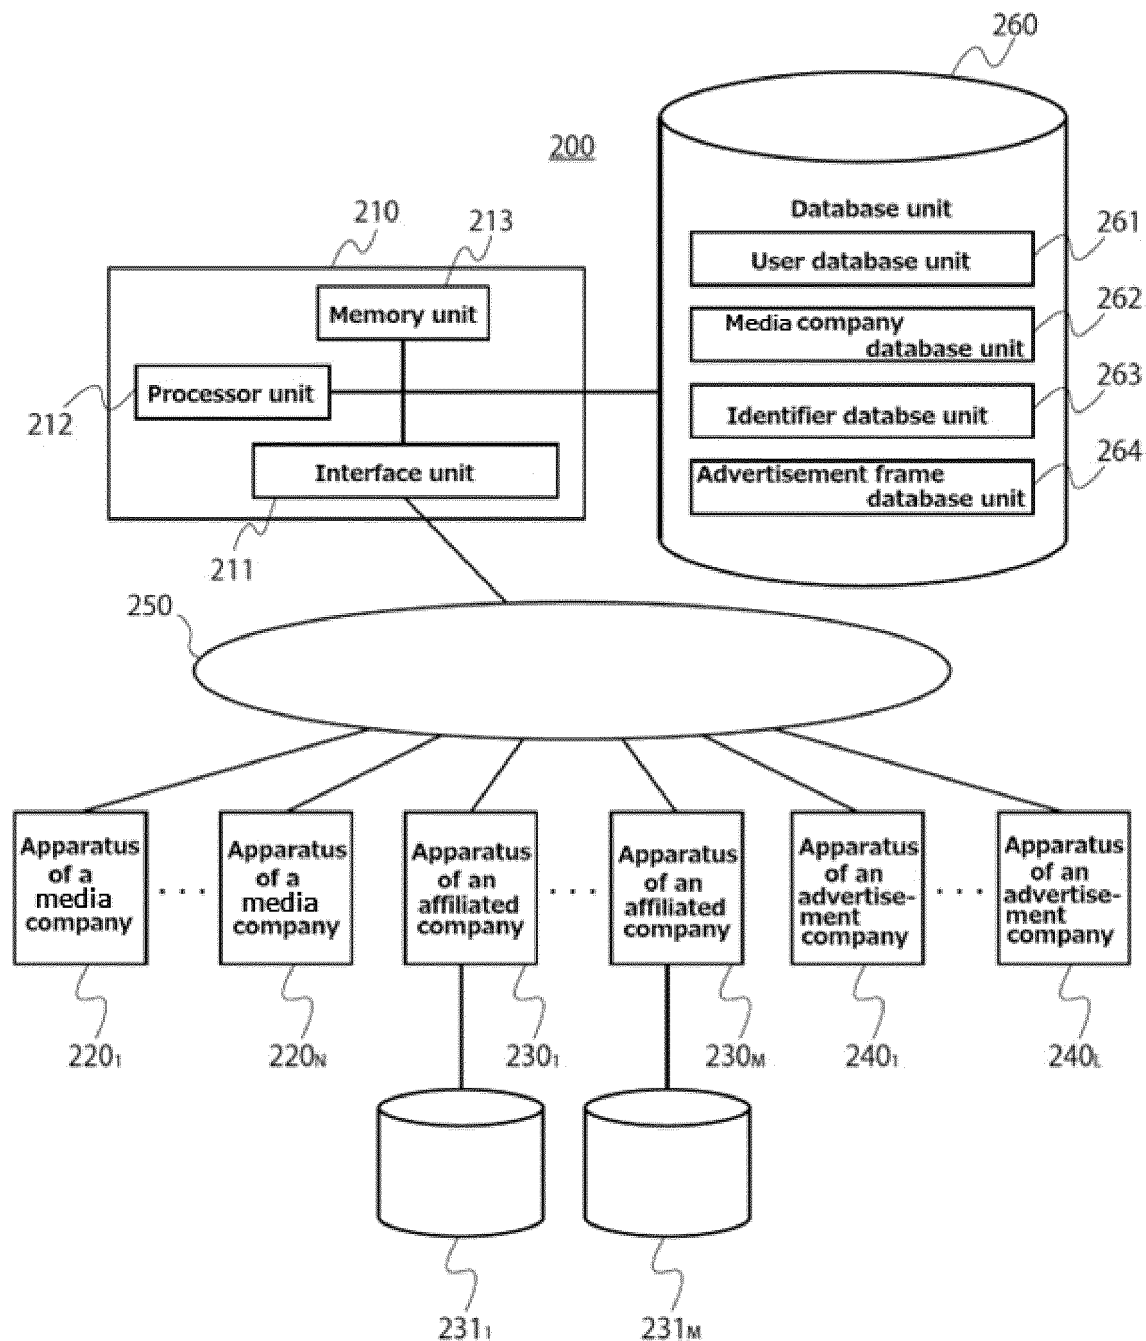 260
200
Database unit
210
213
261
User database unit
Memory unit
262
Media company
database unit
Processor unit
212
263
Identifier databse unit
Interface unit
264
Advertisement frame
database unit
211
250
Apparatus
of a
media
company
. . .
Apparatus
of a
media
company
Apparatus
of an
affiliated
company
. . .
Apparatus
of an
affiliated
company
Apparatus
of an
advertise-
ment
company
. . .
Apparatus
of an
advertise-
ment
company
220₁
220N
230₁
230M
240₁
240L
231₁
231M